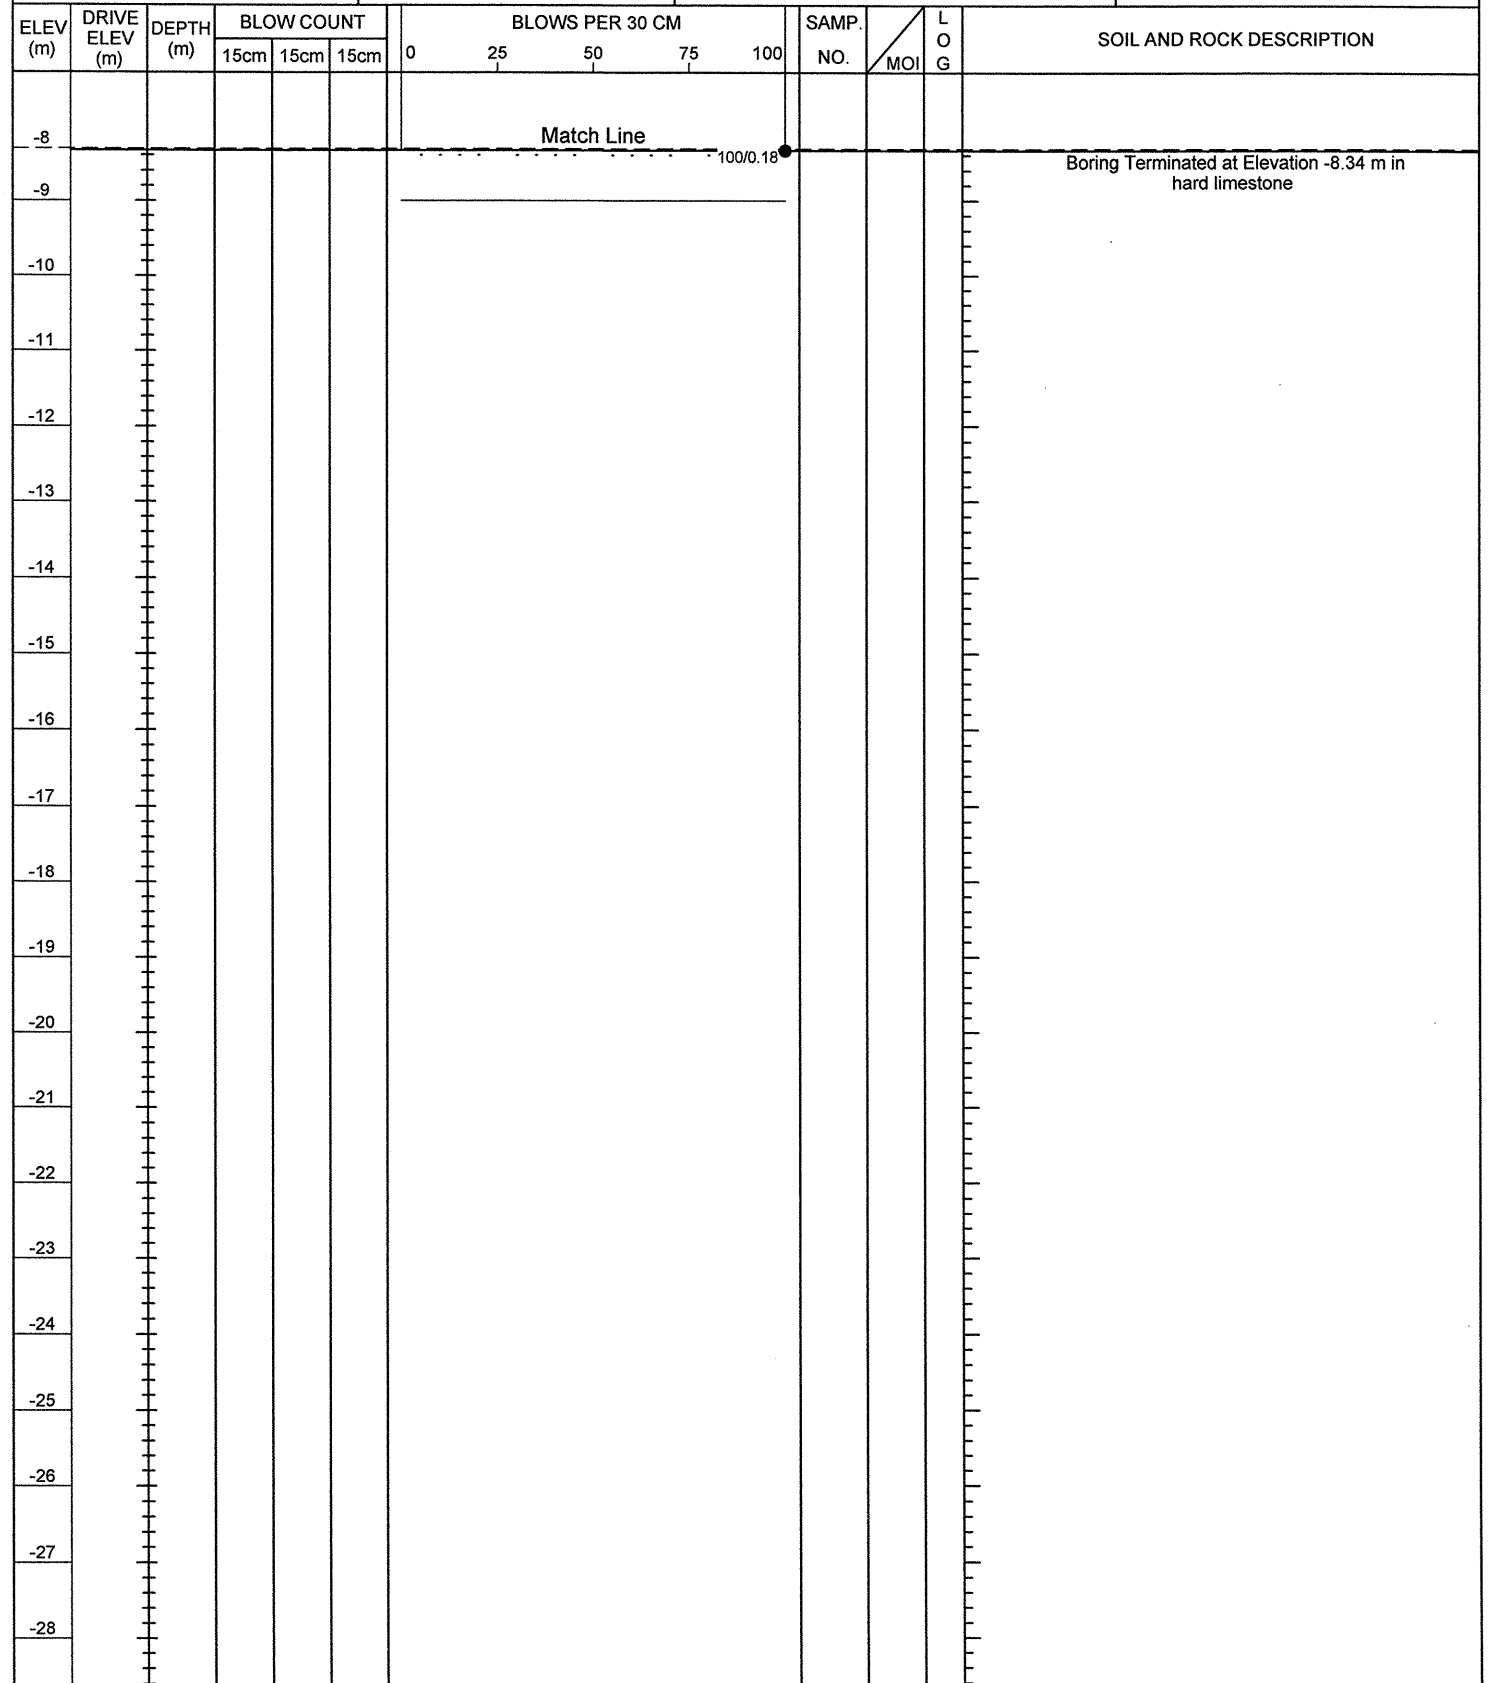 ELEV (m)
DRIVE ELEV (m)
DEPTH (m)
BLOW COUNT
15cm 15cm 15cm
BLOWS PER 30 CM
0 25 50 75 100
SAMP. NO.
MOI
LOG
SOIL AND ROCK DESCRIPTION
-8
Match Line
100/0.18
Boring Terminated at Elevation -8.34 m in
hard limestone
-9
-10
-11
-12
-13
-14
-15
-16
-17
-18
-19
-20
-21
-22
-23
-24
-25
-26
-27
-28